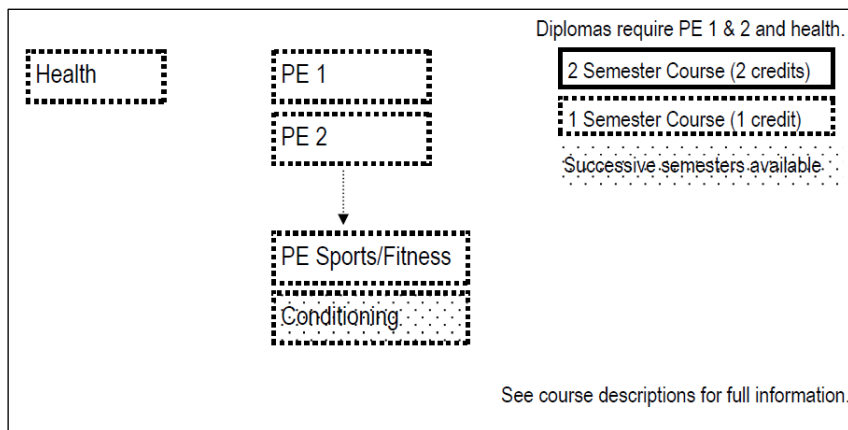 Diplomas require PE 1 & 2 and health.
Health
PE 1
2 Semester Course (2 credits)
PE 2
1 Semester Course (1 credit)
Successive semesters available
PE Sports/Fitness
Conditioning
See course descriptions for full information.